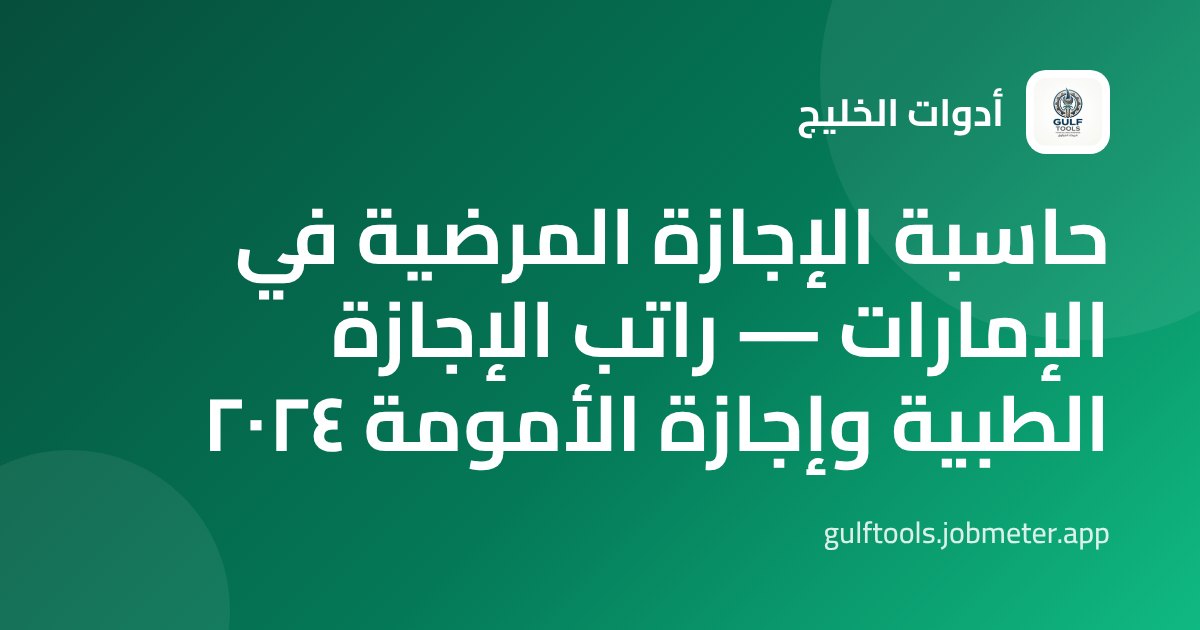 أدوات الخليج
GULF
TOOLS
حاسبة الإجازة المرضية في
الإمارات — راتب الإجازة
الطبية وإجازة الأمومة ٢٠٢٤
gulftools.jobmeter.app